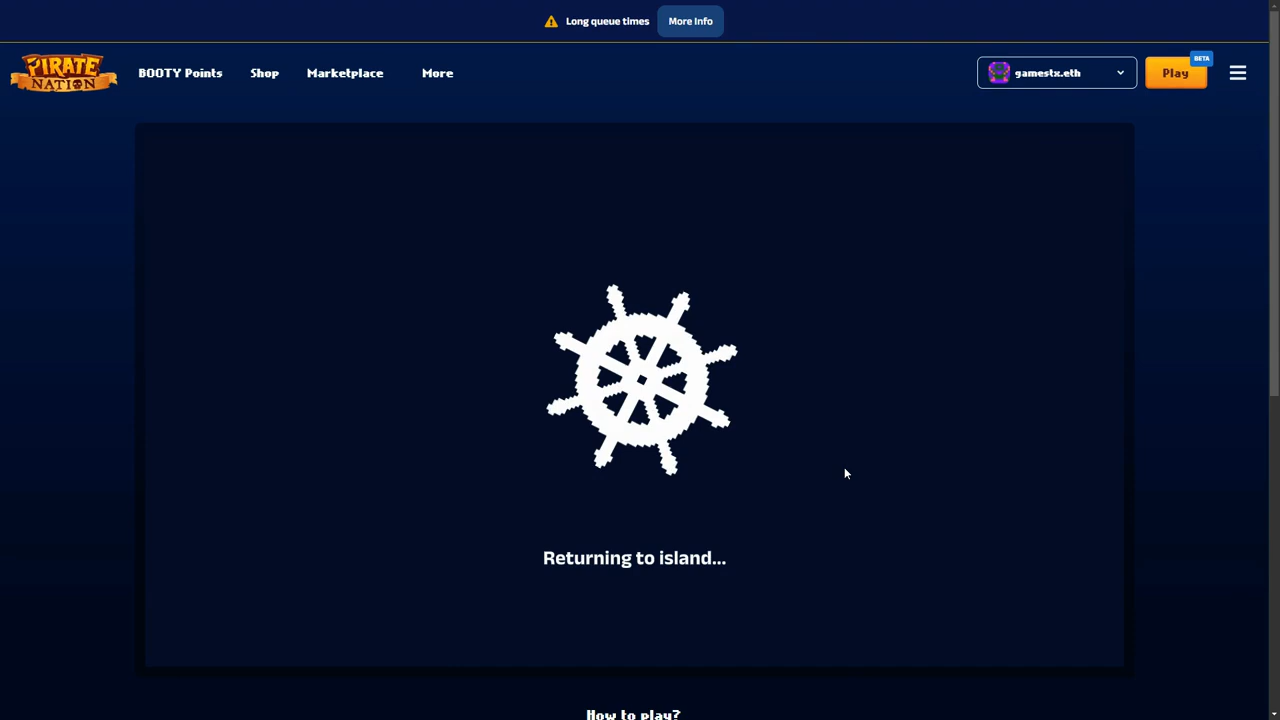 Long queue times
More Info
PIRATE
NATION
BOOTY Points
Shop
Marketplace
More
gamestx.eth
Play
BETA
Returning to island...
How to play?